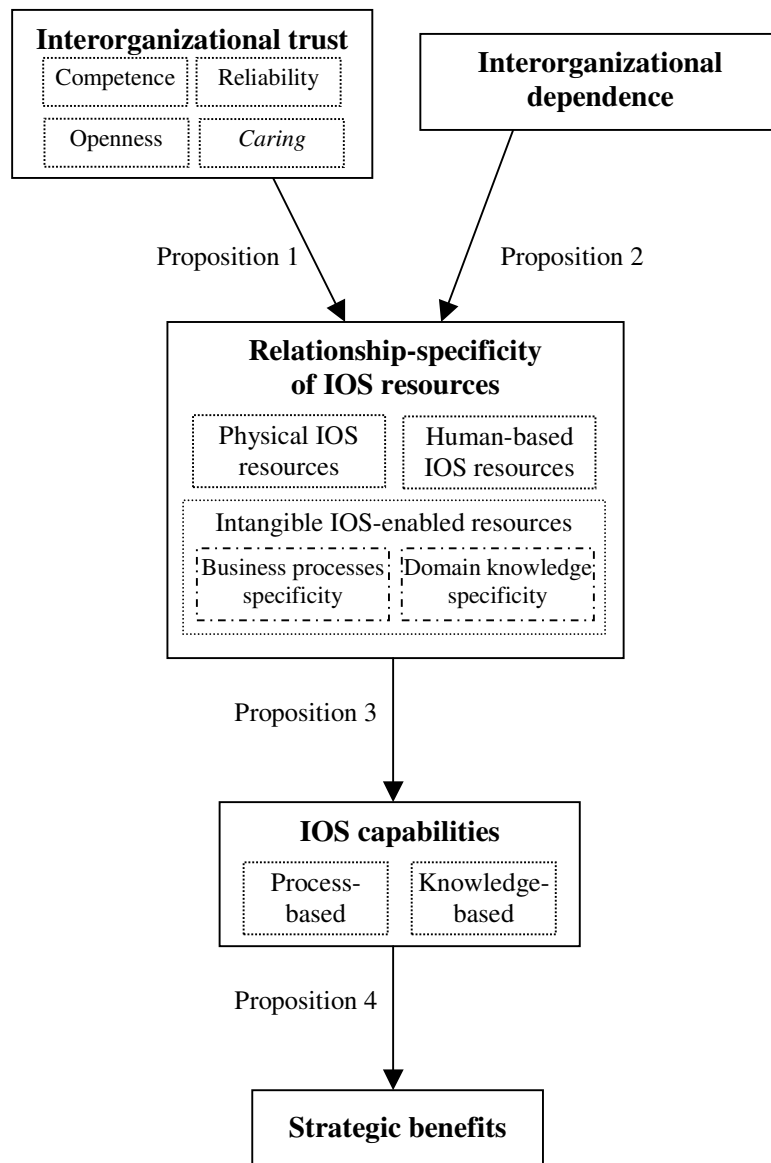 Interorganizational trust
Competence
Reliability
Openness
Caring
Interorganizational
dependence
Proposition 1
Proposition 2
Relationship-specificity
of IOS resources
Physical IOS
resources
Human-based
IOS resources
Intangible IOS-enabled resources
Business processes
specificity
Domain knowledge
specificity
Proposition 3
IOS capabilities
Process-
based
Knowledge-
based
Proposition 4
Strategic benefits